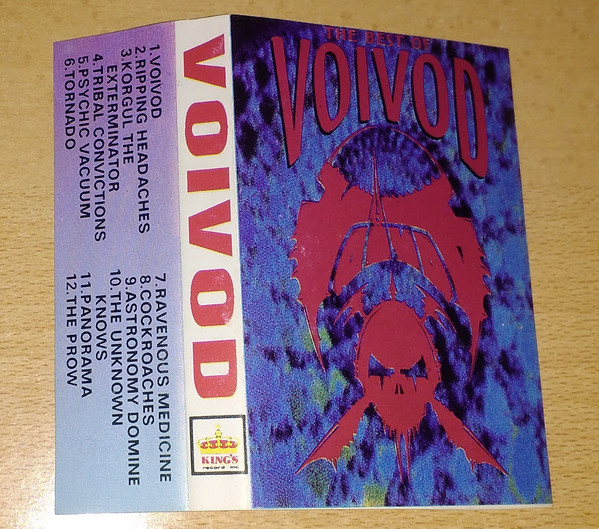 THE BEST OF
VOIVOD
VOIVOD
KING'S
record inc
1.VOIVOD
2.RIPPING HEADACHES
3.KORGUL THE
EXTERMINATOR
4.TRIBAL CONVICTIONS
5.PSYCHIC VACUUM
6.TORNADO
7.RAVENOUS MEDICINE
8.COCKROACHES
9.ASTRONOMY DOMINE
10.THE UNKNOWN
KNOWS
11.PANORAMA
12.THE PROW